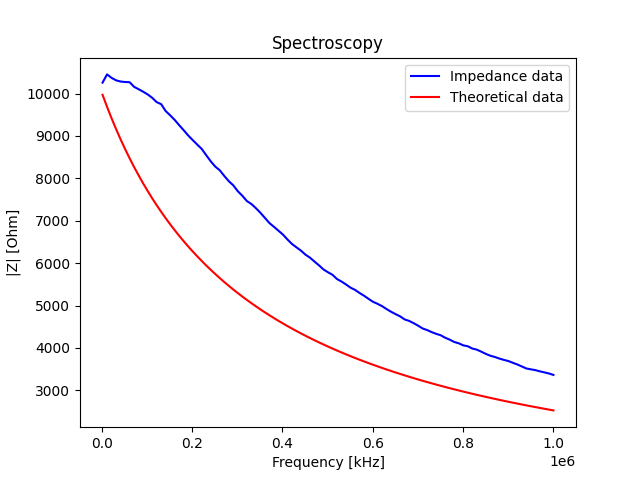 Spectroscopy
Impedance data
Theoretical data
|Z| [Ohm]
10000
9000
8000
7000
6000
5000
4000
3000
0.0 0.2 0.4 0.6 0.8 1.0
1e6
Frequency [kHz]